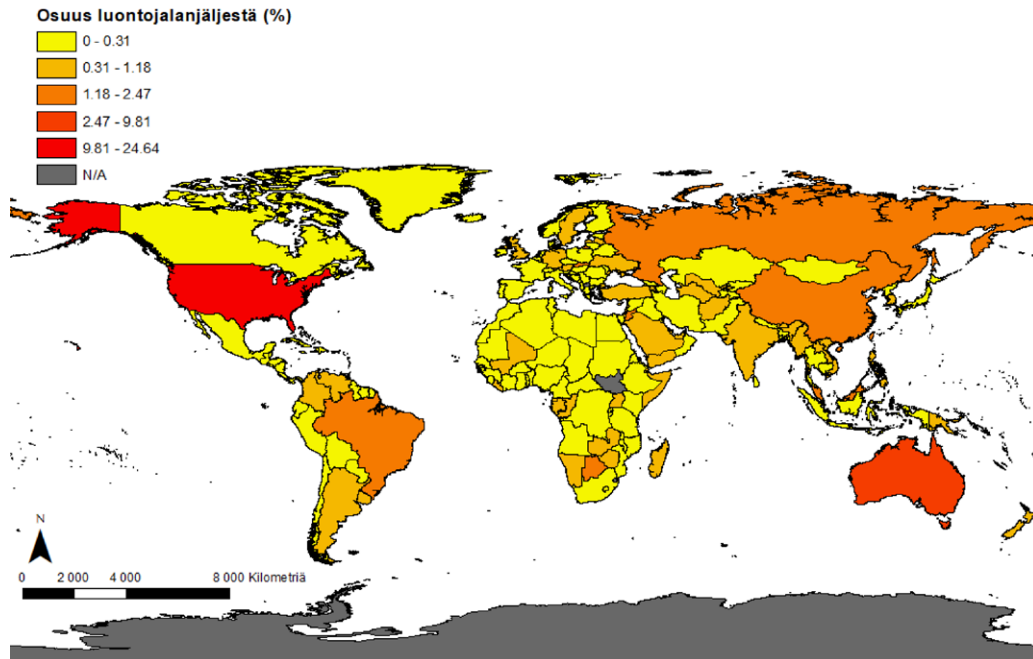 Osuus luontojalanjäljestä (%)
0 - 0.31
0.31 - 1.18
1.18 - 2.47
2.47 - 9.81
9.81 - 24.64
N/A
N
0 2 000 4 000 8 000 Kilometriä